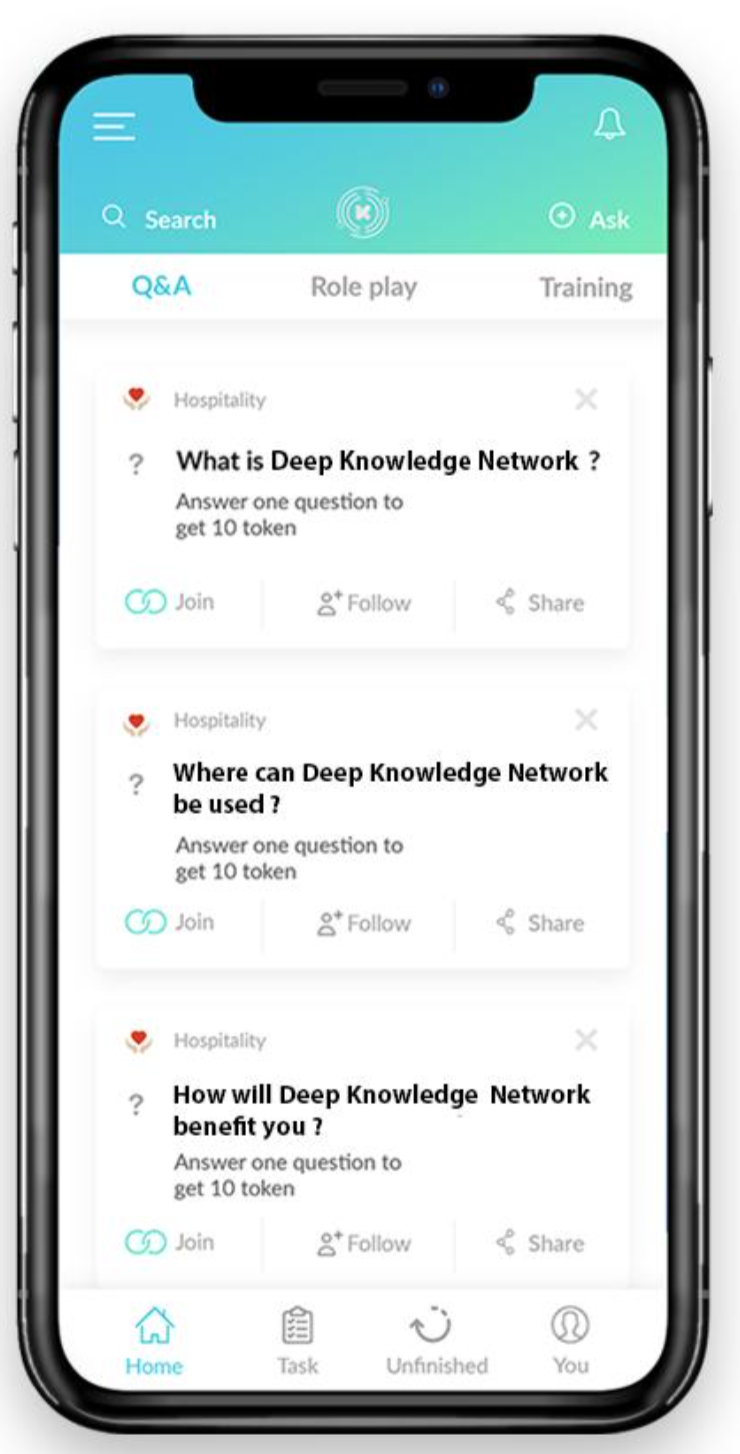 Search
K
Ask
Q&A Role play Training
Hospitality
? What is Deep Knowledge Network ?
Answer one question to
get 10 token
Join Follow Share
Hospitality
? Where can Deep Knowledge Network
be used ?
Answer one question to
get 10 token
Join Follow Share
Hospitality
? How will Deep Knowledge Network
benefit you ?
Answer one question to
get 10 token
Join Follow Share
Home Task Unfinished You